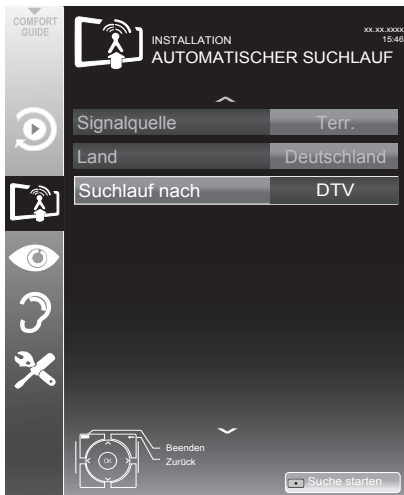 COMFORT
GUIDE
INSTALLATION
xx.xx.xxxx
AUTOMATISCHER SUCHLAUF
15:46
Signalquelle Terr.
Land Deutschland
Suchlauf nach DTV
OK
Beenden
Zurück
Suche starten